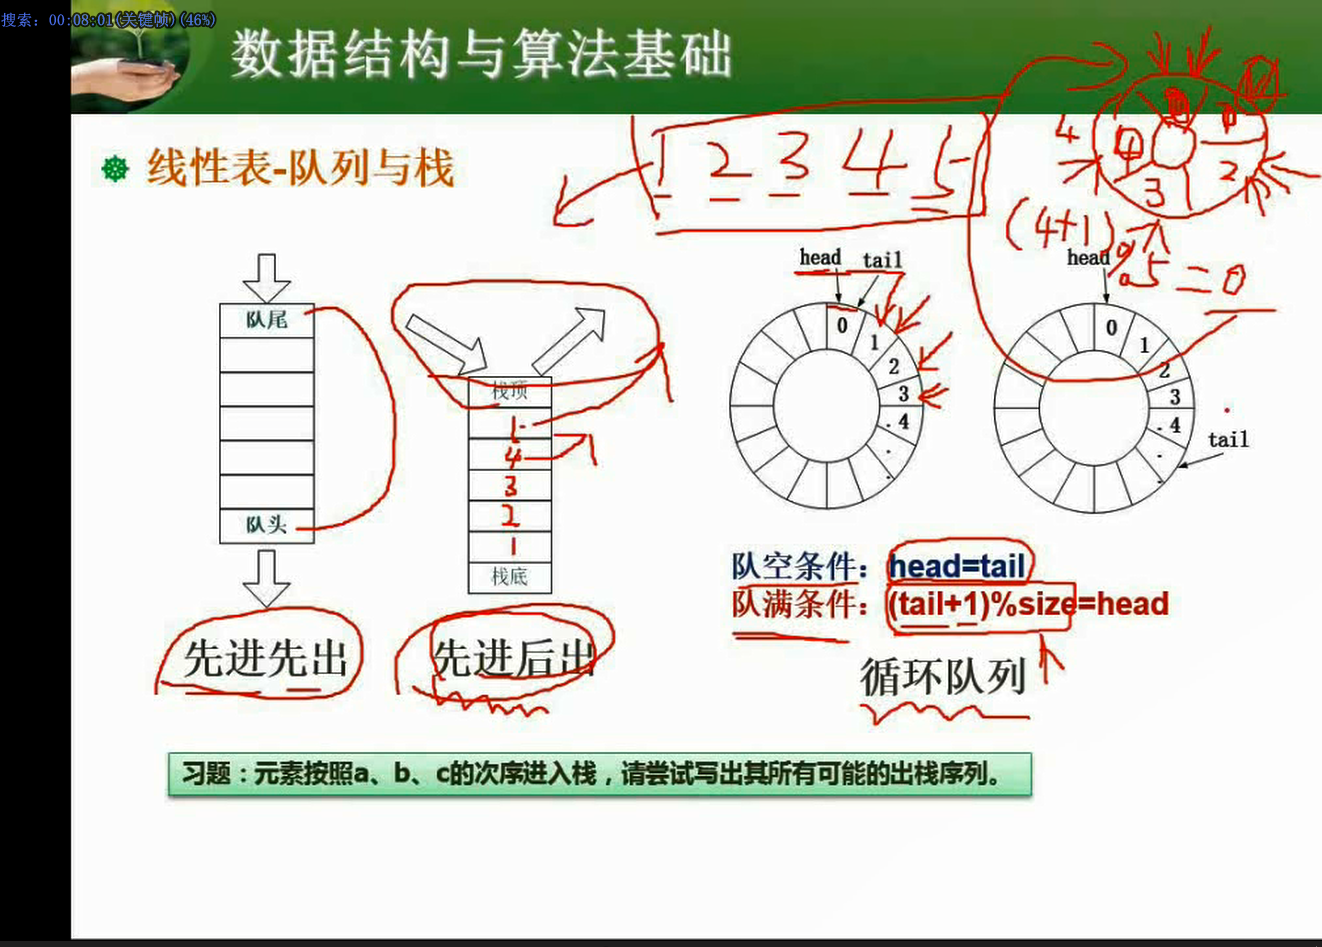 搜索: 00:08:01(关键帧)(46%)
数据结构与算法基础
线性表-队列与栈
1 2 3 4 5
4
1
2
3
4
(4+1)%5=0
队尾
队头
先进先出
栈顶
4
3
2
1
栈底
先进后出
head tail
0
1
2
3
.4
.
.
head
0
1
2
3
.4
.
.
tail
队空条件：head=tail
队满条件：(tail+1)%size=head
循环队列
习题：元素按照a、b、c的次序进入栈，请尝试写出其所有可能的出栈序列。